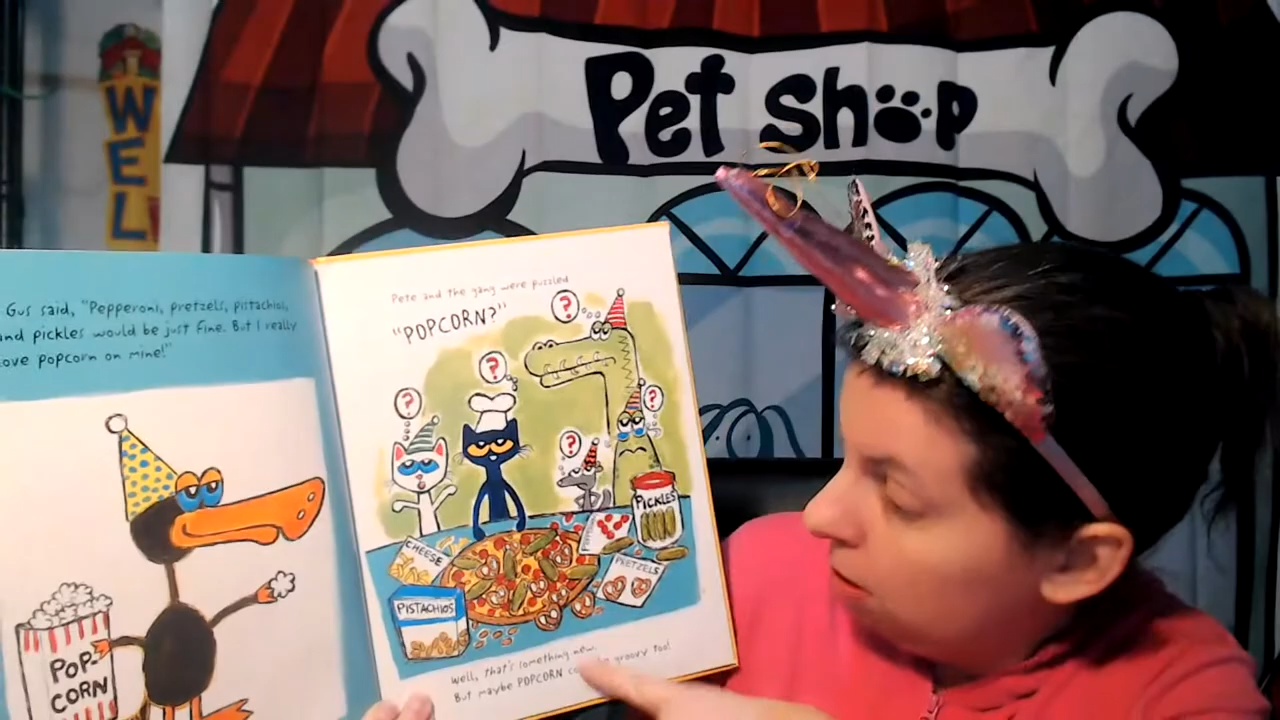 Pet Shop
WEL
Gus said, "Pepperoni, pretzels, pistachios,
and pickles would be just fine. But I really
ove popcorn on mine!"
POP-
CORN
Pete and the gang were puzzled
"POPCORN?"
?
?
?
?
?
PICKLES
CHEESE
PRETZELS
PISTACHIOS
Well, that's something new.
But maybe POPCORN groovy too!